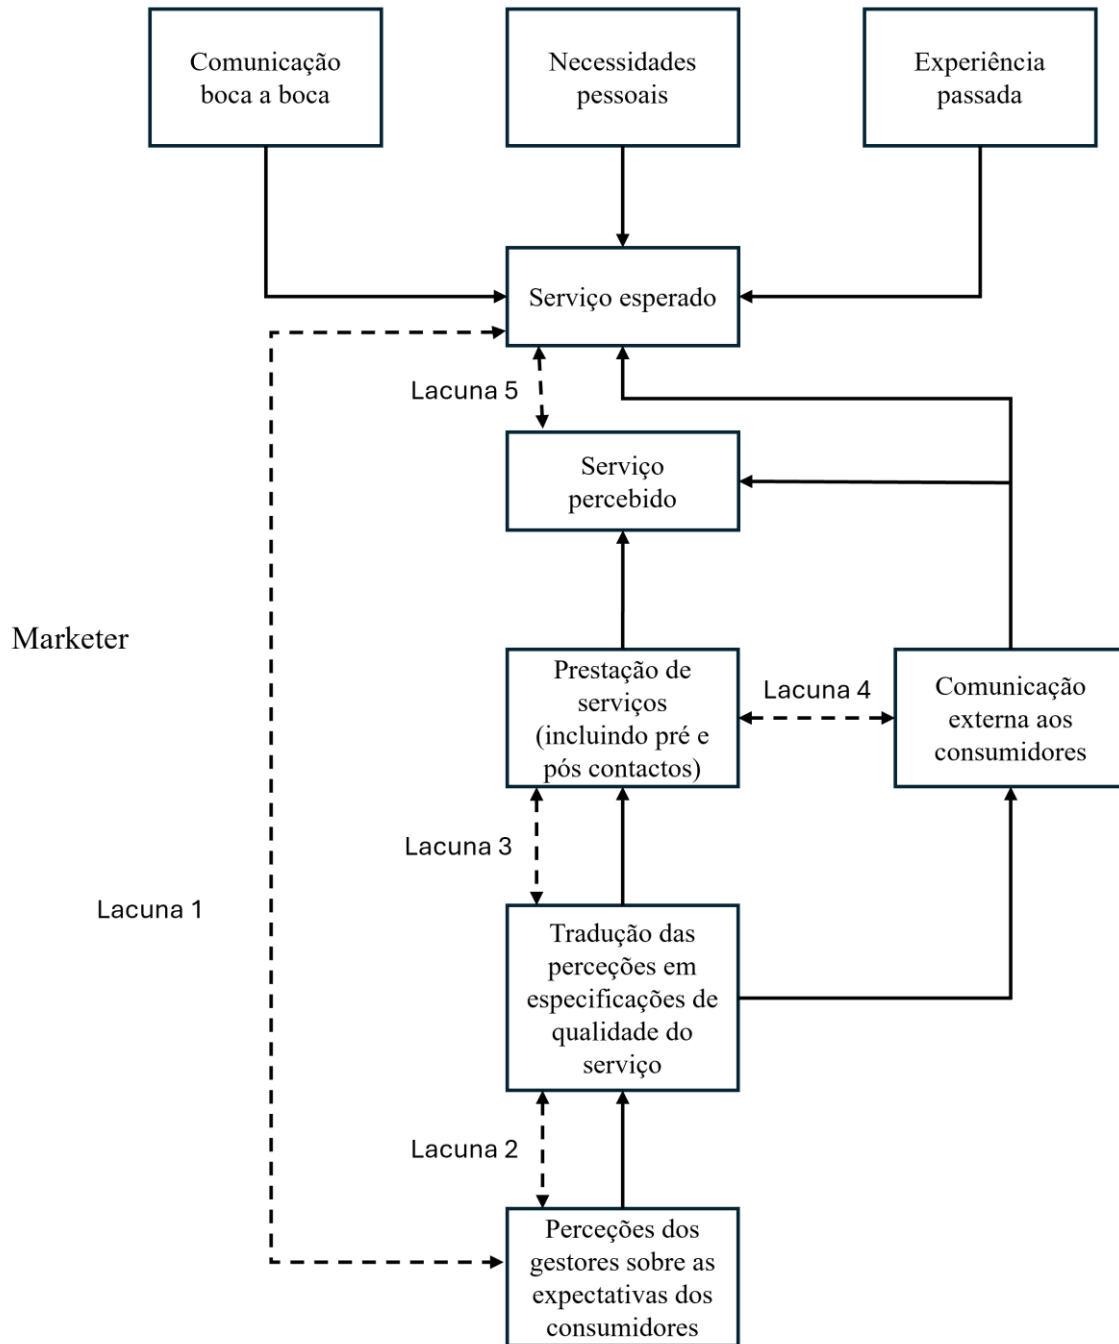 Comunicação
boca a boca
Necessidades
pessoais
Experiência
passada
Serviço esperado
Lacuna 5
Serviço
percebido
Marketer
Prestação de
serviços
(incluindo pré e
pós contactos)
Lacuna 4
Comunicação
externa aos
consumidores
Lacuna 3
Lacuna 1
Tradução das
perceções em
especificações de
qualidade do
serviço
Lacuna 2
Perceções dos
gestores sobre as
expectativas dos
consumidores